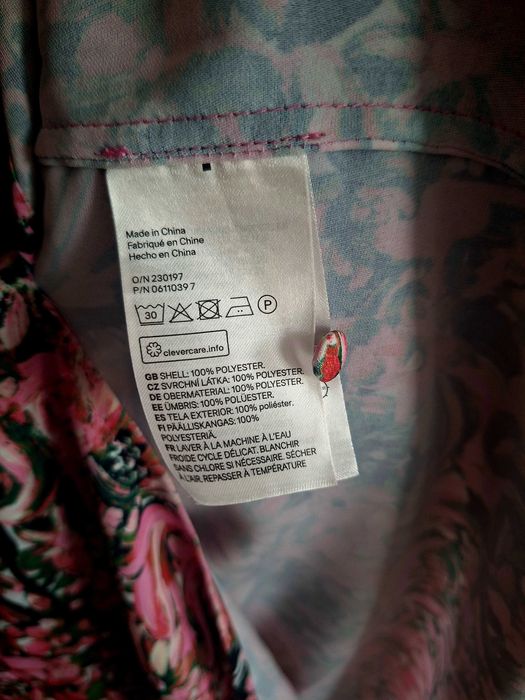 Made in China
Fabriqué en Chine
Hecho en China
O/N 230197
P/N 0611039 7
30
P
clevercare.info
GB SHELL: 100% POLYESTER.
CZ SVRCHNÍ LÁTKA: 100% POLYESTER.
DE OBERMATERIAL: 100% POLYESTER.
EE ÜMBRIS: 100% POLÜESTER.
ES TELA EXTERIOR: 100% poliéster.
FI PÄÄLLISKANGAS: 100%
POLYESTERIÄ.
FR LAVER À LA MACHINE À L'EAU
FROIDE CYCLE DÉLICAT. BLANCHIR
SANS CHLORE SI NÉCESSAIRE. SÉCHER
À L'AIR. REPASSER À TEMPÉRATURE